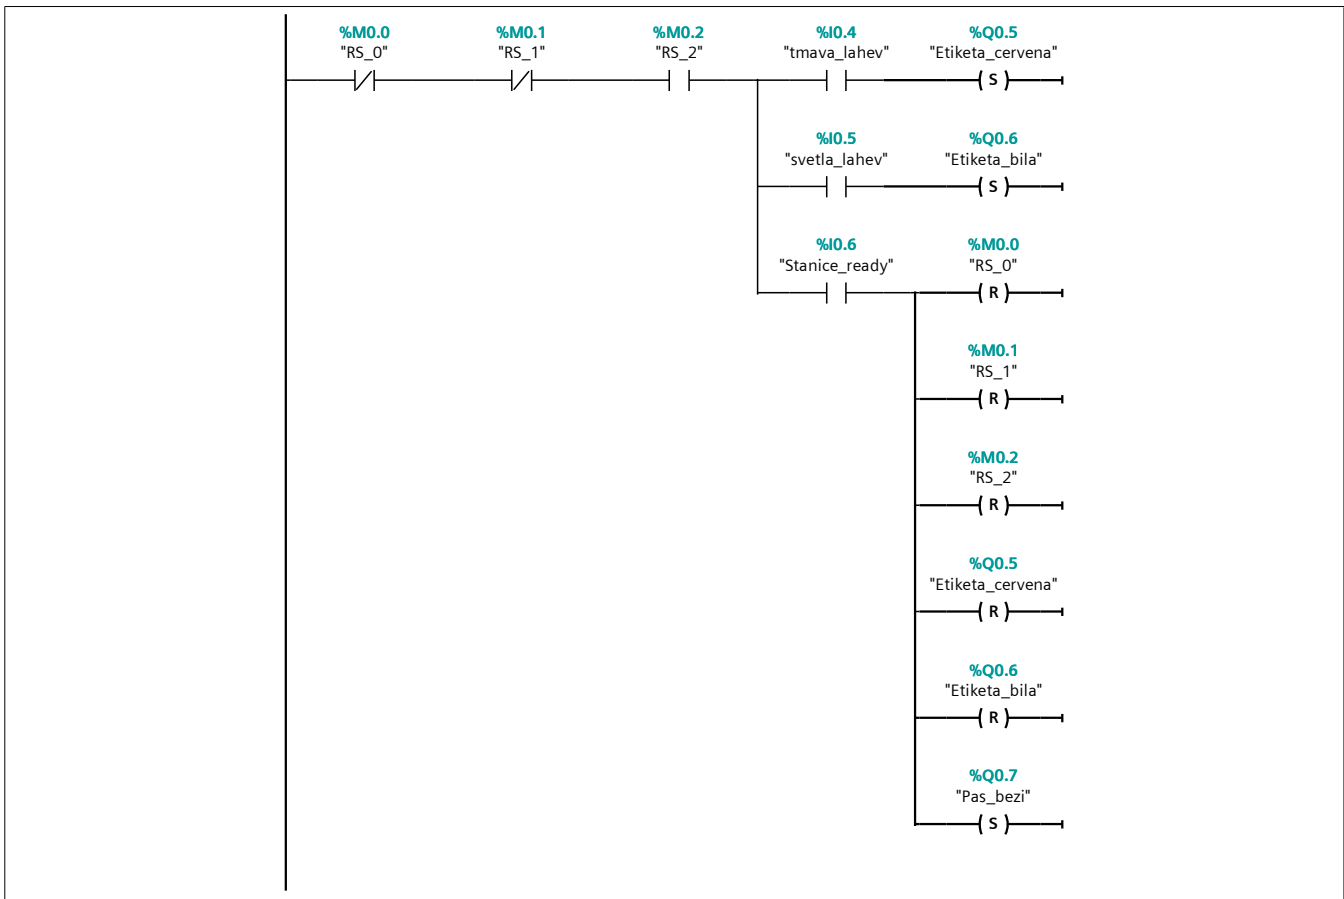 %M0.0 %M0.1 %M0.2 %I0.4 %Q0.5
"RS_0" "RS_1" "RS_2" "tmava_lahev" "Etiketa_cervena"
S
%I0.5 %Q0.6
"svetla_lahev" "Etiketa_bila"
S
%I0.6 %M0.0
"Stanice_ready" "RS_0"
R
%M0.1
"RS_1"
R
%M0.2
"RS_2"
R
%Q0.5
"Etiketa_cervena"
R
%Q0.6
"Etiketa_bila"
R
%Q0.7
"Pas_bezi"
S